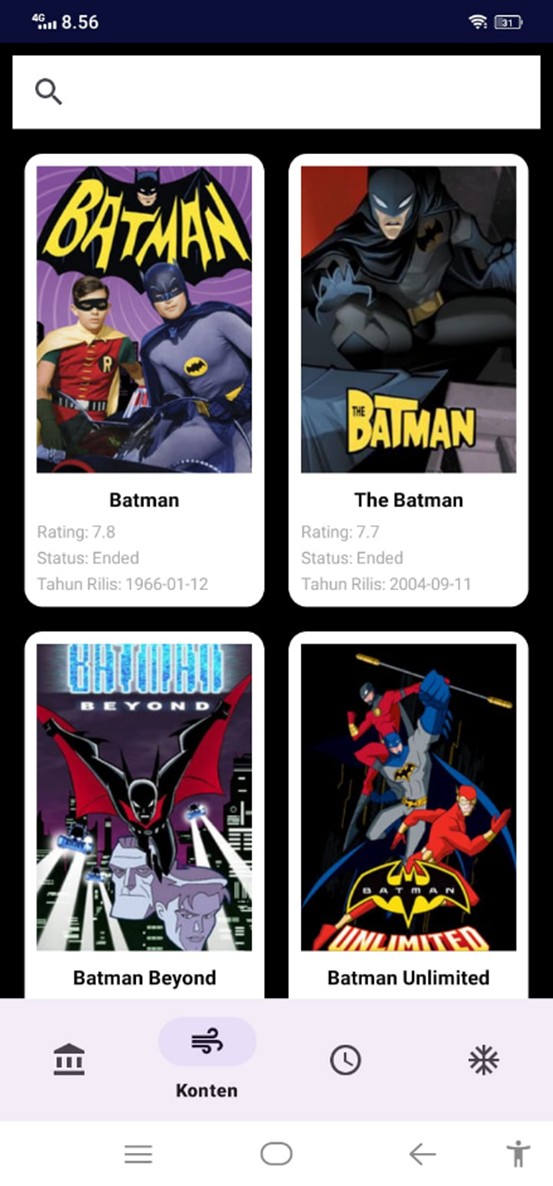 4G 8.56 31
BATMAN
R
THE
BATMAN
Batman
The Batman
Rating: 7.8
Status: Ended
Tahun Rilis: 1966-01-12
Rating: 7.7
Status: Ended
Tahun Rilis: 2004-09-11
BATMAN
BEYOND
BATMAN
UNLIMITED
Batman Beyond
Batman Unlimited
Konten